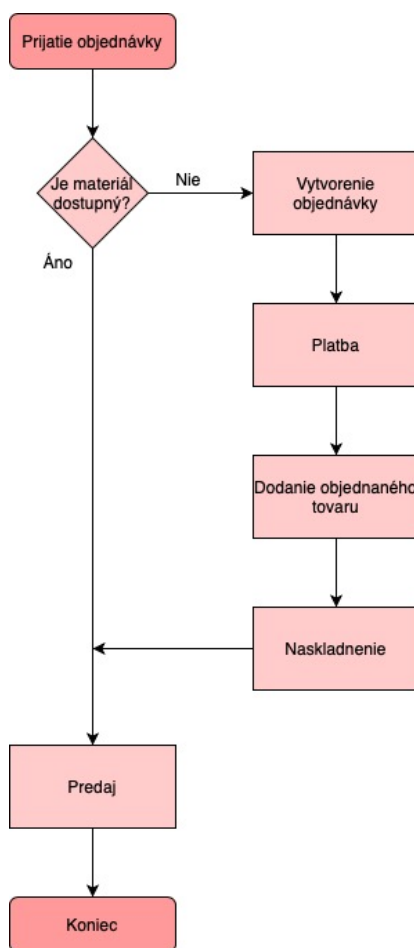 Prijatie objednávky
Je materiál
dostupný?
Nie
Vytvorenie
objednávky
Áno
Platba
Dodanie objednaného
tovaru
Naskladnenie
Predaj
Koniec